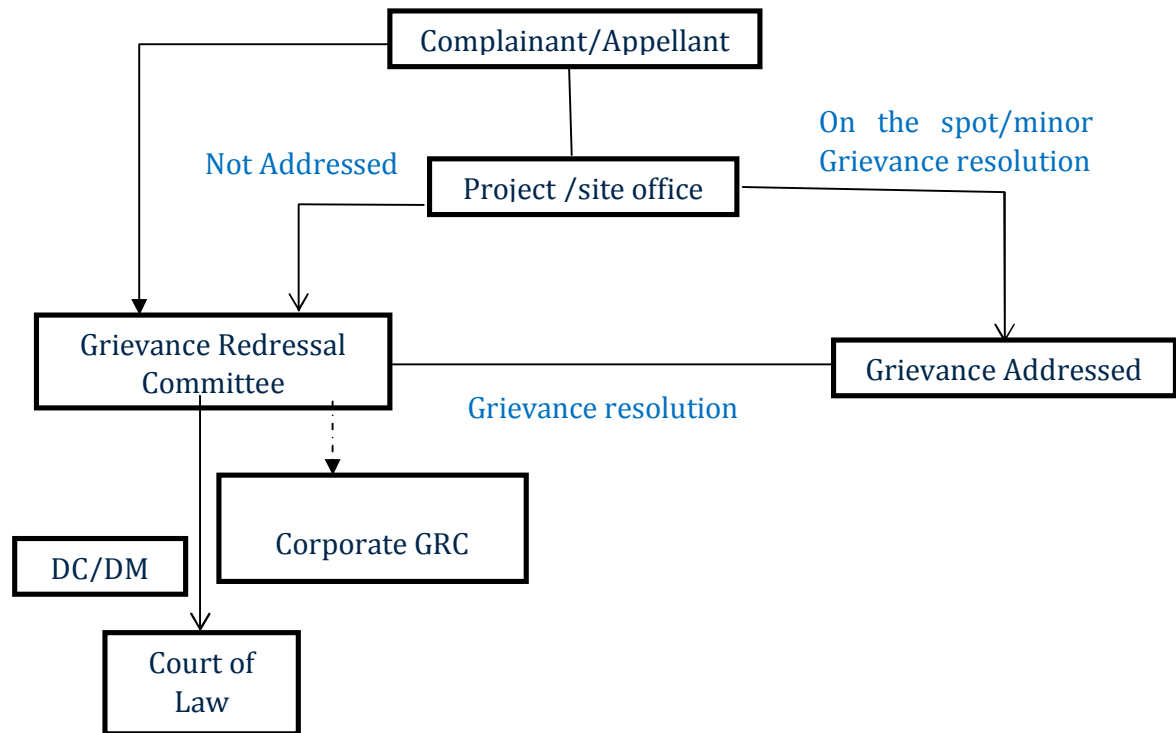 Complainant/Appellant
On the spot/minor
Grievance resolution
Not Addressed
Project /site office
Grievance Redressal
Committee
Grievance Addressed
Grievance resolution
Corporate GRC
DC/DM
Court of
Law